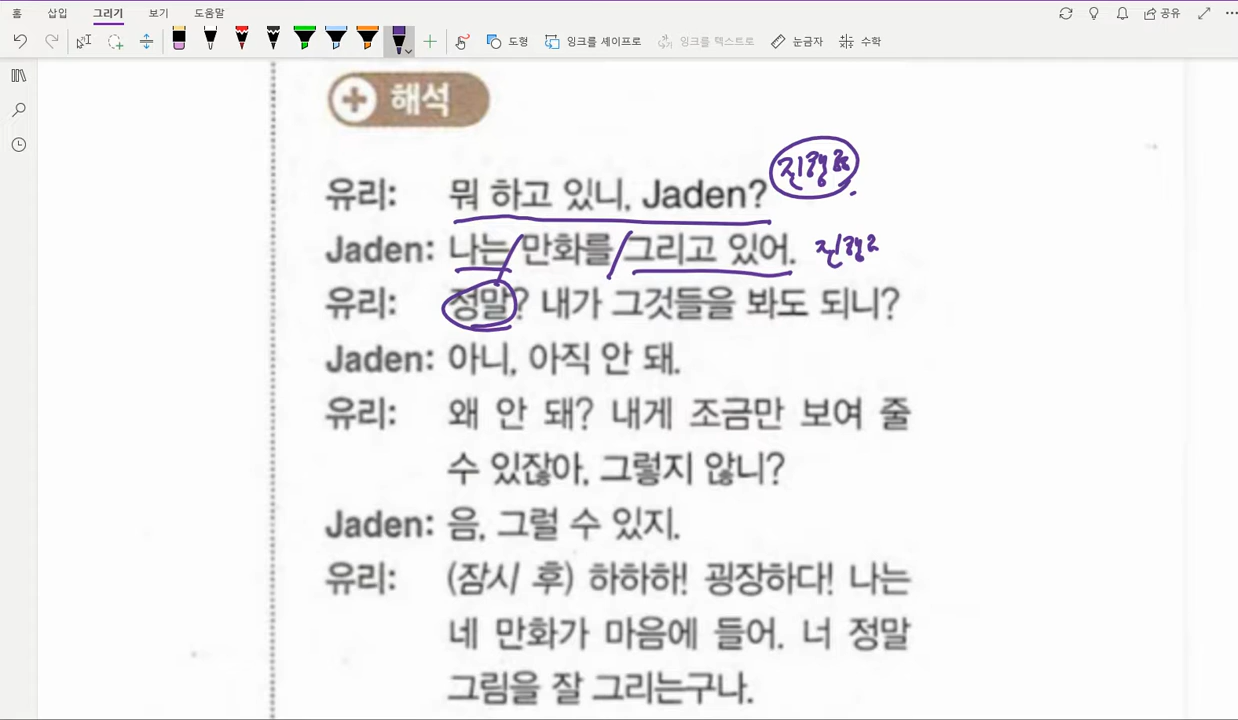 홈 삽입 그리기 보기 도움말 공유
도형 잉크를 셰이프로 잉크를 텍스트로 눈금자 수학
해석
진행형
유리: 뭐 하고 있니, Jaden?
Jaden: 나는 만화를 그리고 있어. 진행
유리: 정말? 내가 그것들을 봐도 되니?
Jaden: 아니, 아직 안 돼.
유리: 왜 안 돼? 내게 조금만 보여 줄
수 있잖아, 그렇지 않니?
Jaden: 음, 그럴 수 있지.
유리: (잠시 후) 하하하! 굉장하다! 나는
네 만화가 마음에 들어. 너 정말
그림을 잘 그리는구나.